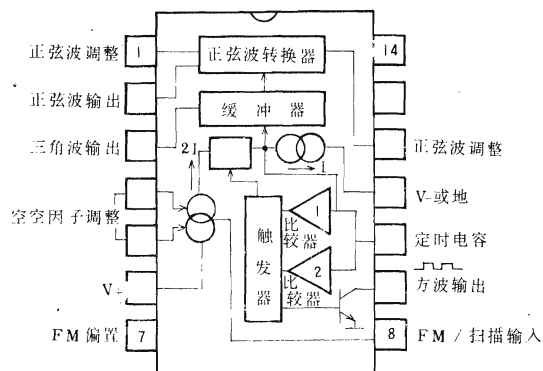 正弦波调整
1
正弦波转换器
14
正弦波输出
缓冲器
三角波输出
2I
I
正弦波调整
V-或地
空空因子调整
1
比较器
触发器
定时电容
2
比较器
V+
方波输出
FM偏置
7
8
FM/扫描输入